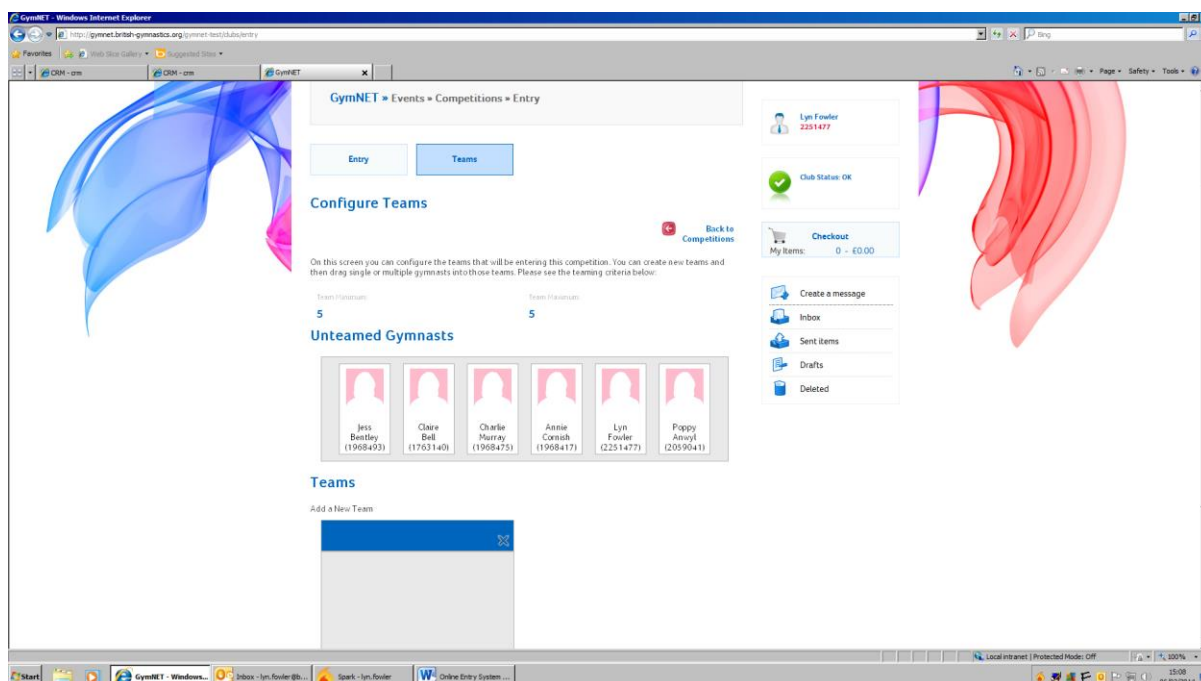 GymNET - Windows Internet Explorer
http://gymnet.british-gymnastics.org/gymnet-test/clubs/entry
Bing
Favorites Web Slice Gallery Suggested Sites
CRM - crm CRM - crm GymNET
Page Safety Tools
GymNET » Events » Competitions » Entry
Lyn Fowler
2251477
Entry Teams
Club Status: OK
Configure Teams
Back to
Competitions
Checkout
My Items: 0 - £0.00
On this screen you can configure the teams that will be entering this competition. You can create new teams and
then drag single or multiple gymnasts into those teams. Please see the teaming criteria below:
Create a message
Inbox
Sent items
Drafts
Deleted
5 5
Unteamed Gymnasts
Jess
Bentley
(1968493)
Claire
Bell
(1763140)
Charlie
Murray
(1968475)
Annie
Cornish
(1968417)
Lyn
Fowler
(2251477)
Poppy
Anwyl
(2059041)
Teams
Add a New Team
Local intranet | Protected Mode: Off 100%
Start GymNET - Windows... Inbox - lyn.fowler@b... Spark - lyn.fowler Online Entry System ... 15:08